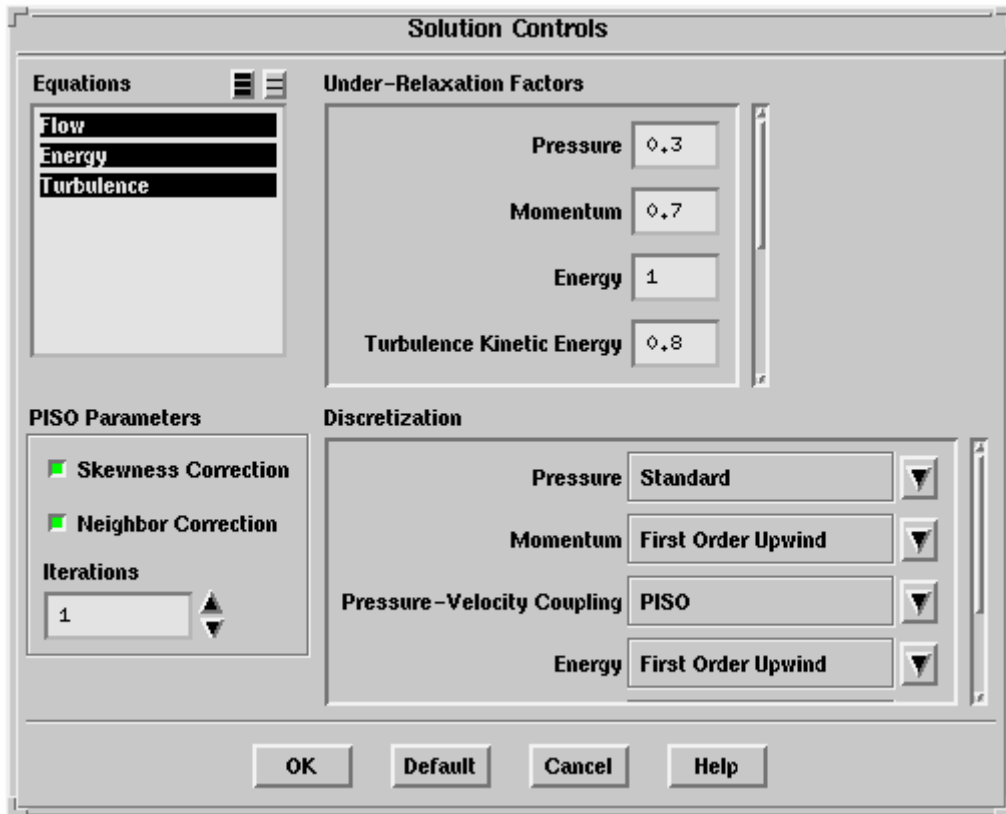 Solution Controls
Equations
Flow
Energy
Turbulence
Under-Relaxation Factors
Pressure 0.3
Momentum 0.7
Energy 1
Turbulence Kinetic Energy 0.8
PISO Parameters
Skewness Correction
Neighbor Correction
Iterations
1
Discretization
Pressure Standard
Momentum First Order Upwind
Pressure-Velocity Coupling PISO
Energy First Order Upwind
OK Default Cancel Help